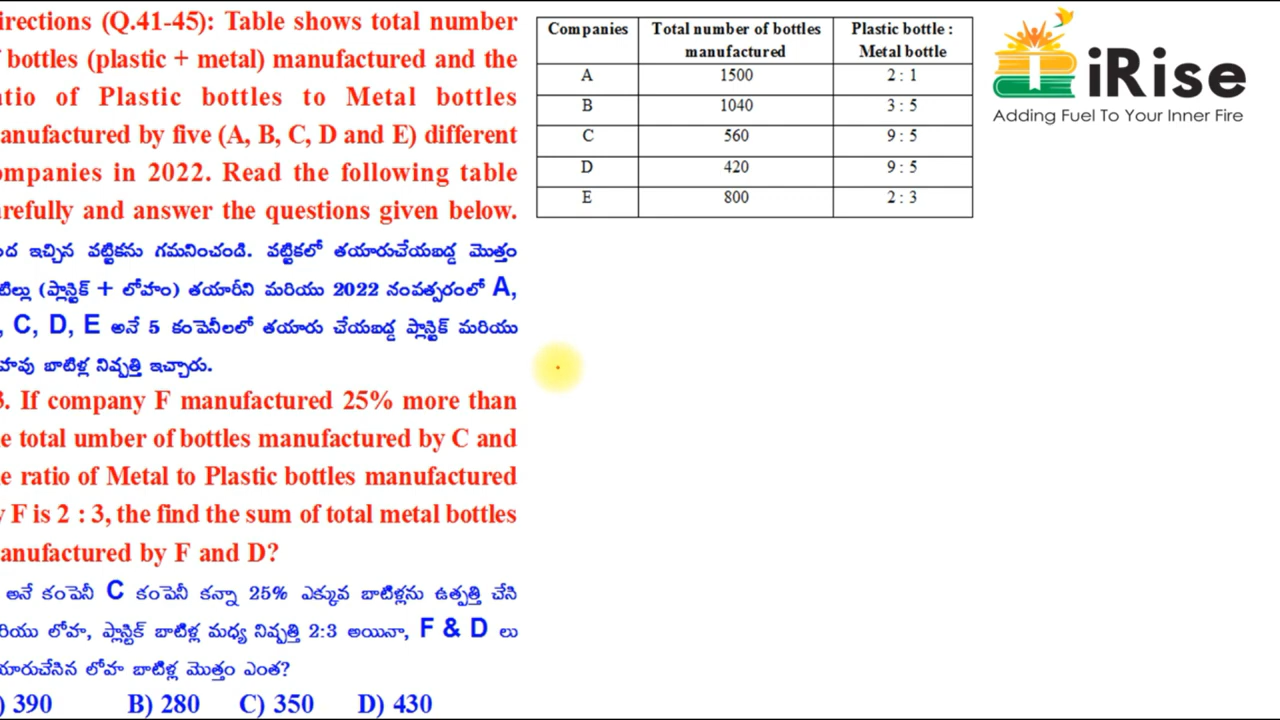 irections (Q.41-45): Table shows total number
f bottles (plastic + metal) manufactured and the
atio of Plastic bottles to Metal bottles
anufactured by five (A, B, C, D and E) different
ompanies in 2022. Read the following table
arefully and answer the questions given below.
ంద ఇచ్చిన వట్టికను గమనించండి. వట్టికలో తయారుచేయబడ్డ మొత్తం
టిల్లు (ప్లాస్టిక్ + లోహం) తయారీని మరియు 2022 నంవత్సరంలో A,
, C, D, E అనే 5 కంపెనీలలో తయారు చేయబడ్డ ప్లాస్టిక్ మరియు
హవు బాటిళ్ల నివ్పత్తి ఇచ్చారు.
3. If company F manufactured 25% more than
e total umber of bottles manufactured by C and
e ratio of Metal to Plastic bottles manufactured
y F is 2 : 3, the find the sum of total metal bottles
anufactured by F and D?
అనే కంపెనీ C కంపెనీ కన్నా 25% ఎక్కువ బాటిళ్లను ఉత్పత్తి చేసి
రియు లోహ, ప్లాస్టిక్ బాటిళ్ల మధ్య నిష్పత్తి 2:3 అయినా, F & D లు
యారుచేసిన లోహ బాటిళ్ల మొత్తం ఎంత?
) 390 B) 280 C) 350 D) 430
Companies Total number of bottles manufactured Plastic bottle : Metal bottle
A 1500 2 : 1
B 1040 3 : 5
C 560 9 : 5
D 420 9 : 5
E 800 2 : 3
iRise
Adding Fuel To Your Inner Fire